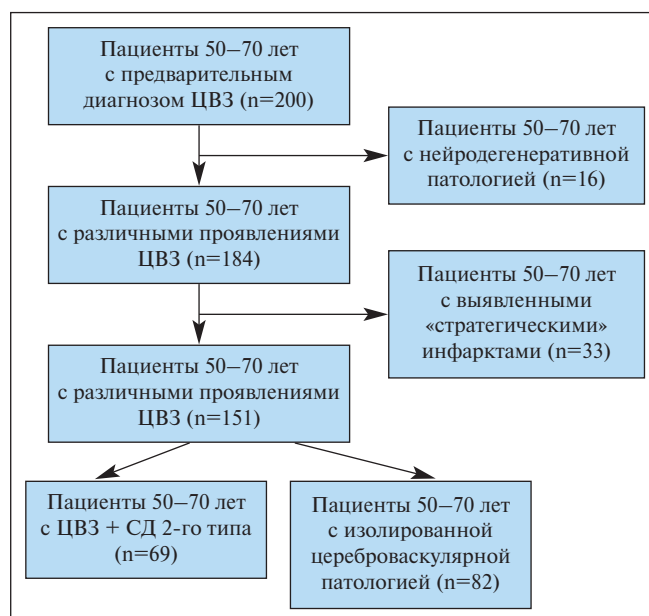 Пациенты 50–70 лет
с предварительным
диагнозом ЦВЗ (n=200)
Пациенты 50–70 лет
с нейродегенеративной
патологией (n=16)
Пациенты 50–70 лет
с различными проявлениями
ЦВЗ (n=184)
Пациенты 50–70 лет
с выявленными
«стратегическими»
инфарктами (n=33)
Пациенты 50–70 лет
с различными проявлениями
ЦВЗ (n=151)
Пациенты 50–70 лет
с ЦВЗ + СД 2-го типа
(n=69)
Пациенты 50–70 лет
с изолированной
цереброваскулярной
патологией (n=82)